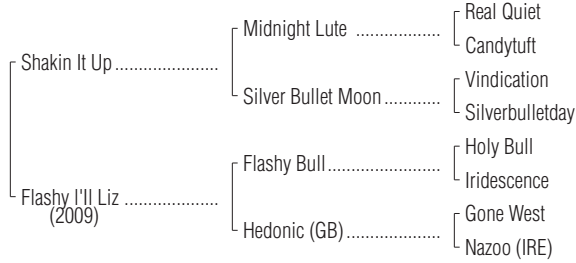 Real Quiet
Midnight Lute ..................
Candytuft
Shakin It Up .....................
Vindication
Silver Bullet Moon ............
Silverbulletday
Holy Bull
Flashy Bull ........................
Iridescence
Flashy I'll Liz ...................
(2009)
Gone West
Hedonic (GB) ....................
Nazoo (IRE)